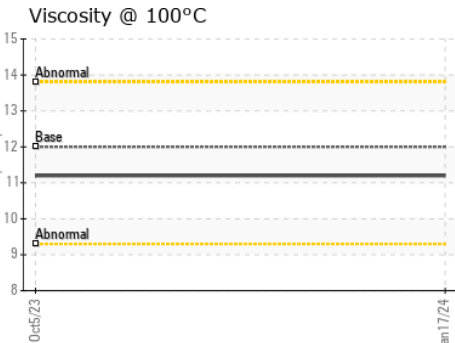 Viscosity @ 100°C
15
14
Abnormal
13
Base
12
11
10
Abnormal
9
8
Oct5/23
an17/24